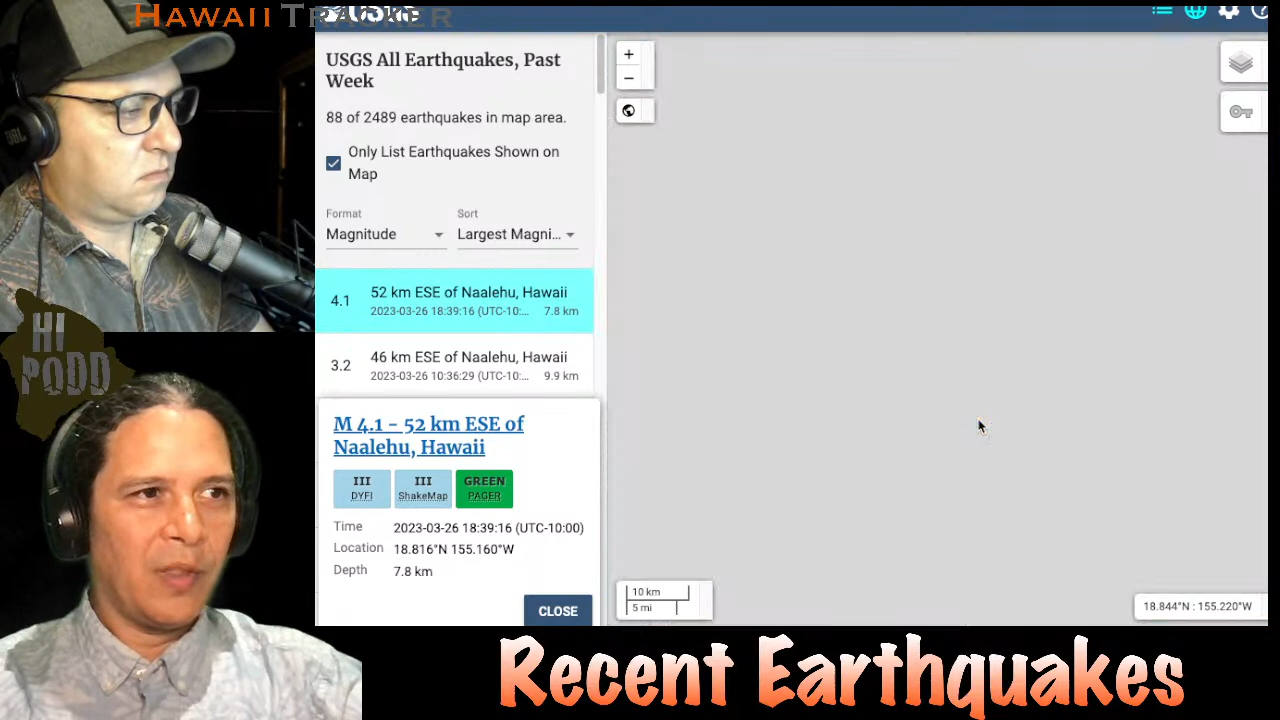 HAWAII TRACKER
USGS
USGS All Earthquakes, Past
Week
88 of 2489 earthquakes in map area.
Only List Earthquakes Shown on
Map
Format
Sort
Magnitude
Largest Magni...
4.1
52 km ESE of Naalehu, Hawaii
2023-03-26 18:39:16 (UTC-10:...
7.8 km
3.2
46 km ESE of Naalehu, Hawaii
2023-03-26 10:36:29 (UTC-10:...
9.9 km
M 4.1 - 52 km ESE of
Naalehu, Hawaii
III
DYFI
III
ShakeMap
GREEN
PAGER
Time
2023-03-26 18:39:16 (UTC-10:00)
Location
18.816°N 155.160°W
Depth
7.8 km
CLOSE
+
−
10 km
5 mi
18.844°N : 155.220°W
JBL
HI
PODD
Recent Earthquakes